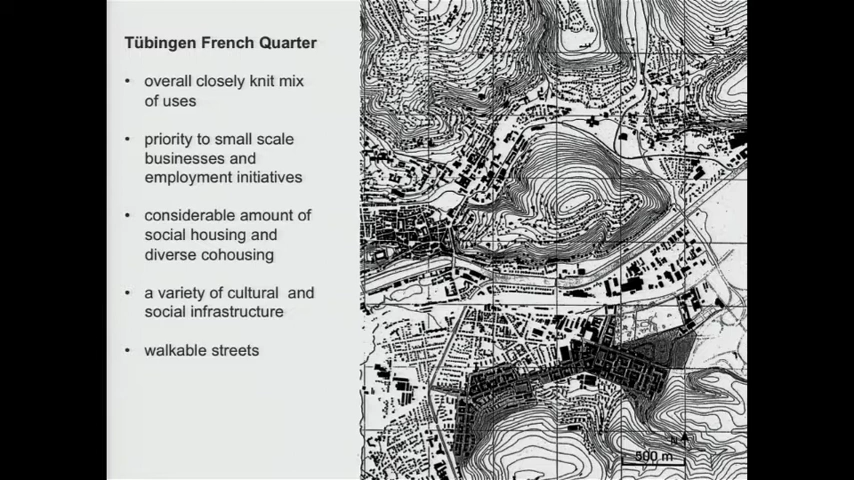 Tübingen French Quarter
• overall closely knit mix
of uses
• priority to small scale
businesses and
employment initiatives
• considerable amount of
social housing and
diverse cohousing
• a variety of cultural and
social infrastructure
• walkable streets
N
500 m